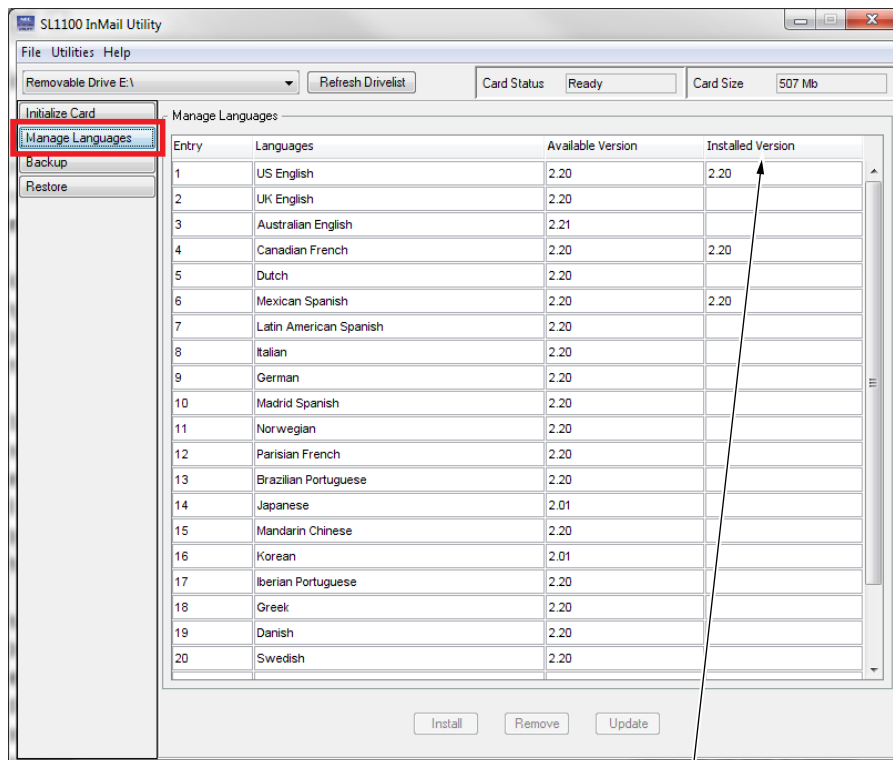 NEC SL1100 InMail Utility
File Utilities Help
Removable Drive E:\ Refresh Drivelist Card Status Ready Card Size 507 Mb
Initialize Card
Manage Languages
Backup
Restore
Manage Languages
Entry Languages Available Version Installed Version
1 US English 2.20 2.20
2 UK English 2.20
3 Australian English 2.21
4 Canadian French 2.20 2.20
5 Dutch 2.20
6 Mexican Spanish 2.20 2.20
7 Latin American Spanish 2.20
8 Italian 2.20
9 German 2.20
10 Madrid Spanish 2.20
11 Norwegian 2.20
12 Parisian French 2.20
13 Brazilian Portuguese 2.20
14 Japanese 2.01
15 Mandarin Chinese 2.20
16 Korean 2.01
17 Iberian Portuguese 2.20
18 Greek 2.20
19 Danish 2.20
20 Swedish 2.20
Install Remove Update